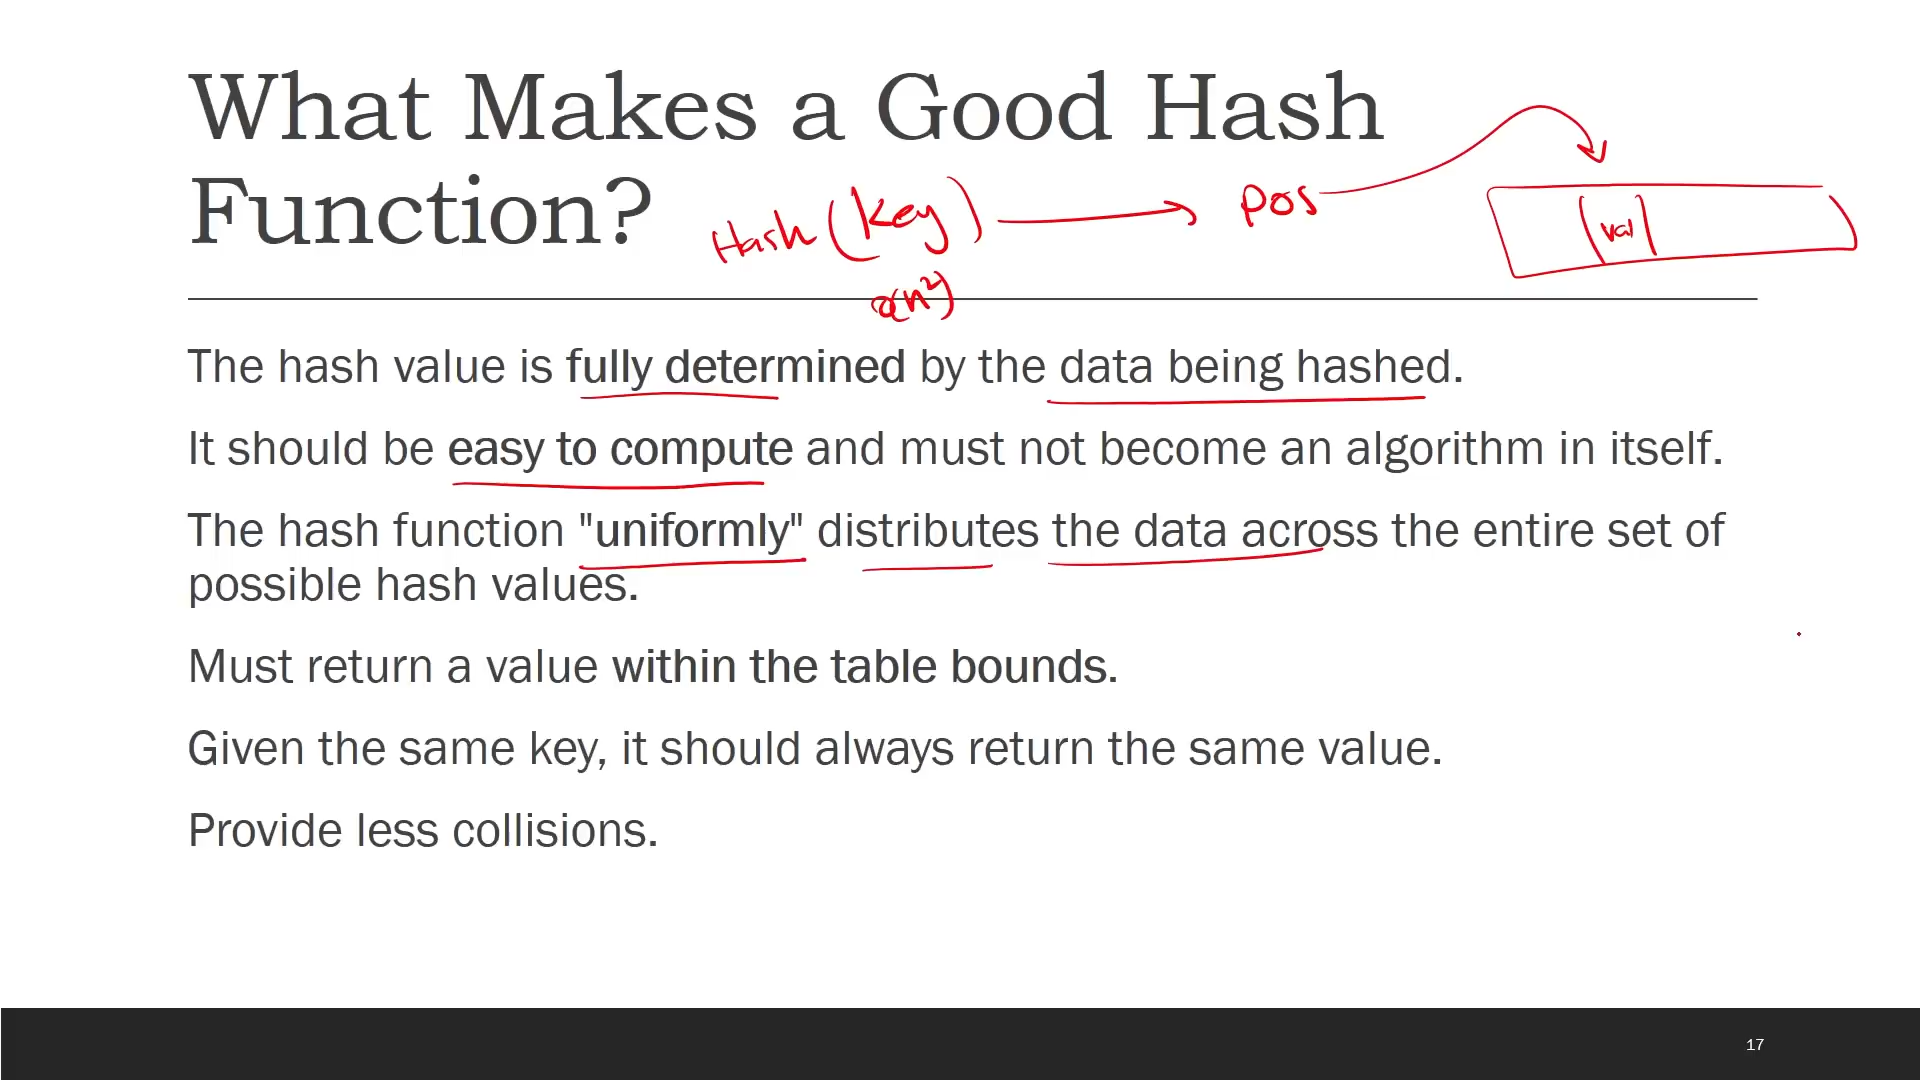 What Makes a Good Hash
Function?
Hash (key) → pos
val
O(n²)
The hash value is fully determined by the data being hashed.
It should be easy to compute and must not become an algorithm in itself.
The hash function "uniformly" distributes the data across the entire set of
possible hash values.
Must return a value within the table bounds.
Given the same key, it should always return the same value.
Provide less collisions.
17